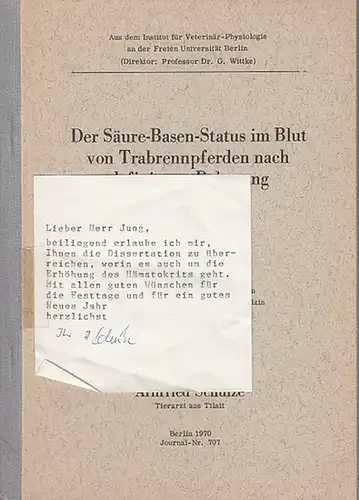 Aus dem Institut für Veterinär-Physiologie
an der Freien Universität Berlin
(Direktor: Professor Dr. G. Wittke)
Der Säure-Basen-Status im Blut
von Trabrennpferden nach
Lieber Herr Jung,
beiliegend erlaube ich mir,
Ihnen die Dissertation zu über-
reichen, worin es auch um die
Erhöhung des Hämatokrits geht.
Mit allen guten Wünschen für
die Festtage und für ein gutes
Neues Jahr
herzlichst
Ihr
Schulze
Tierarzt aus Tilsit
Berlin 1970
Journal-Nr. 707